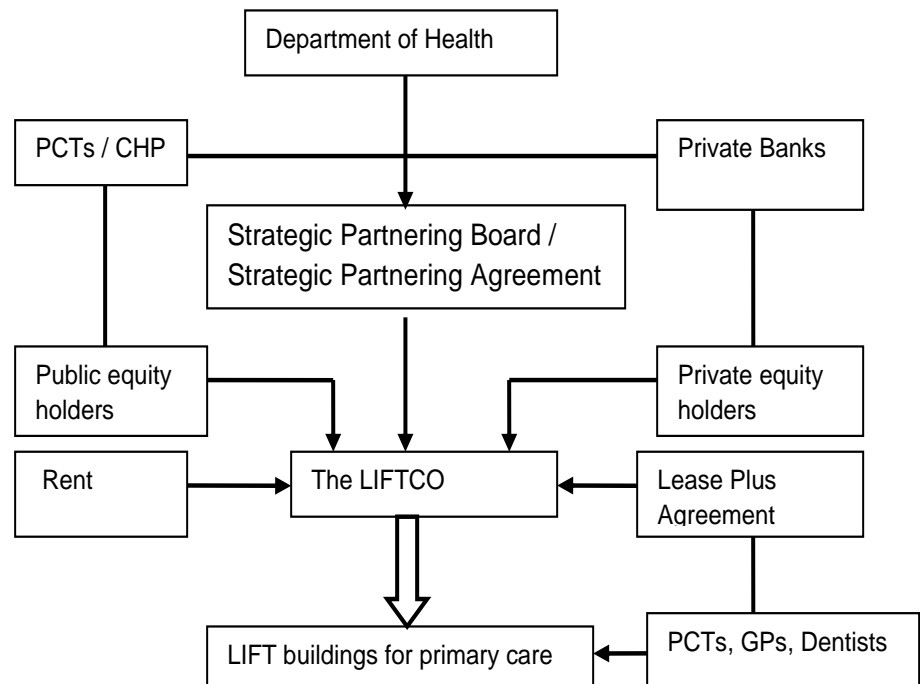 Department of Health
PCTs / CHP
Private Banks
Strategic Partnering Board /
Strategic Partnering Agreement
Public equity
holders
Private equity
holders
Rent
The LIFTCO
Lease Plus
Agreement
LIFT buildings for primary care
PCTs, GPs, Dentists